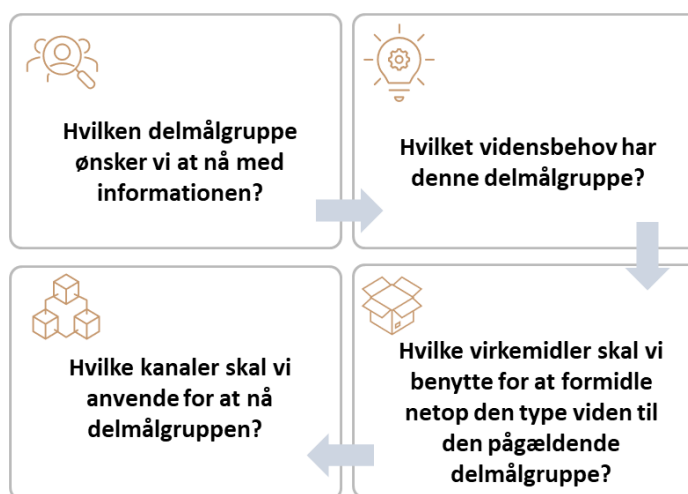 Hvilken delmålgruppe
ønsker vi at nå med
informationen?
Hvilket vidensbehov har
denne delmålgruppe?
Hvilke virkemidler skal vi
benytte for at formidle
netop den type viden til
den pågældende
delmålgruppe?
Hvilke kanaler skal vi
anvende for at nå
delmålgruppen?